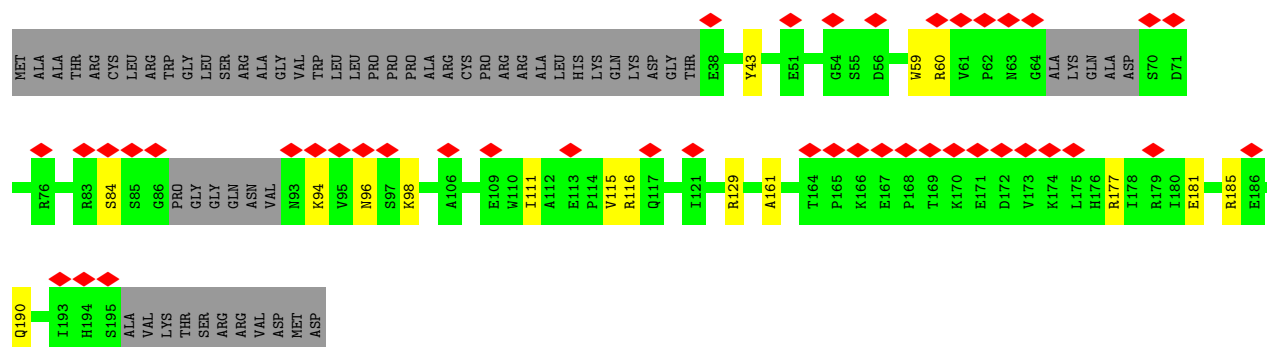 MET ALA ALA THR ARG CYS LEU ARG TRP GLY LEU SER ARG ALA GLY VAL TRP LEU LEU PRO PRO PRO ALA ARG CYS PRO ARG ARG ALA LEU HIS LYS GLN LYS ASP GLY THR E38 Y43 E51 G54 S55 D56 W59 R60 V61 P62 N63 G64 ALA LYS GLN ALA ASP S70 D71
R76 R83 S84 S85 G86 PRO GLY GLY GLN ASN VAL N93 K94 V95 N96 S97 K98 A106 E109 W110 I111 A112 E113 P114 V115 R116 Q117 I121 R129 A161 T164 P165 K166 E167 P168 T169 K170 E171 D172 V173 K174 L175 H176 R177 I178 R179 I180 E181 R185 E186
Q190 I193 H194 S195 ALA VAL LYS THR SER ARG ARG VAL ASP MET ASP